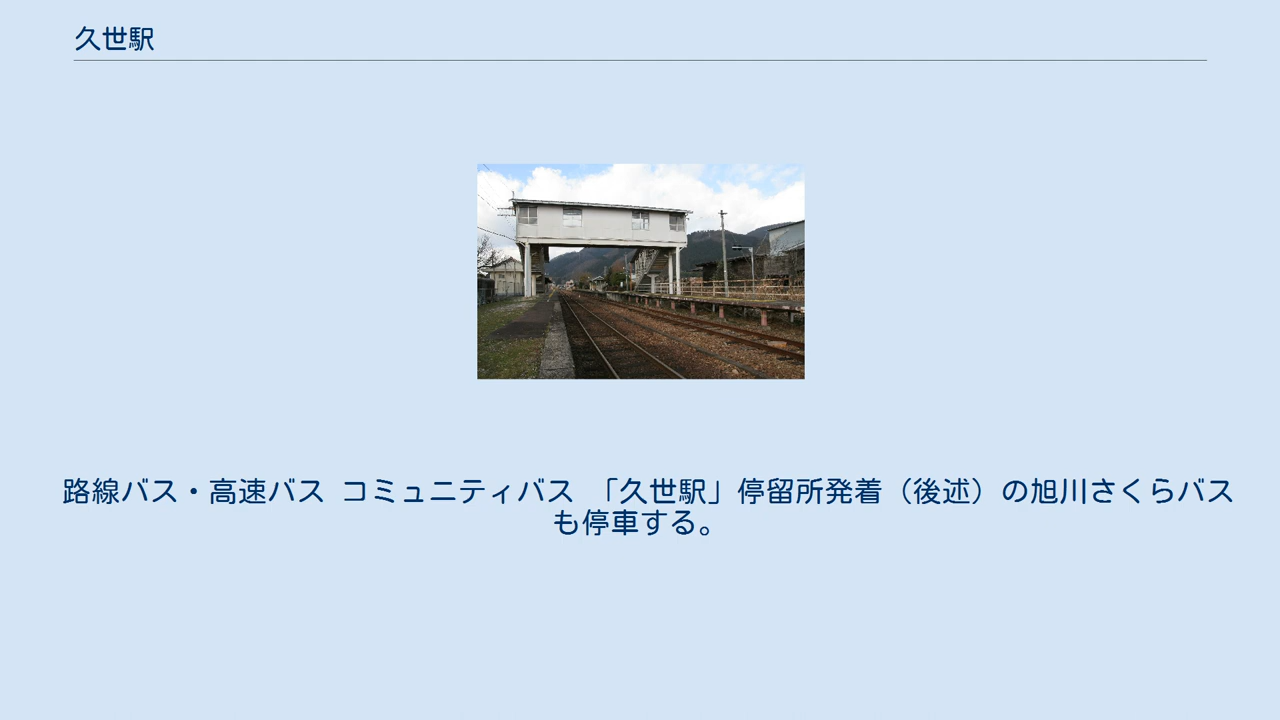 久世駅
路線バス・高速バス コミュニティバス 「久世駅」停留所発着（後述）の旭川さくらバス
も停車する。